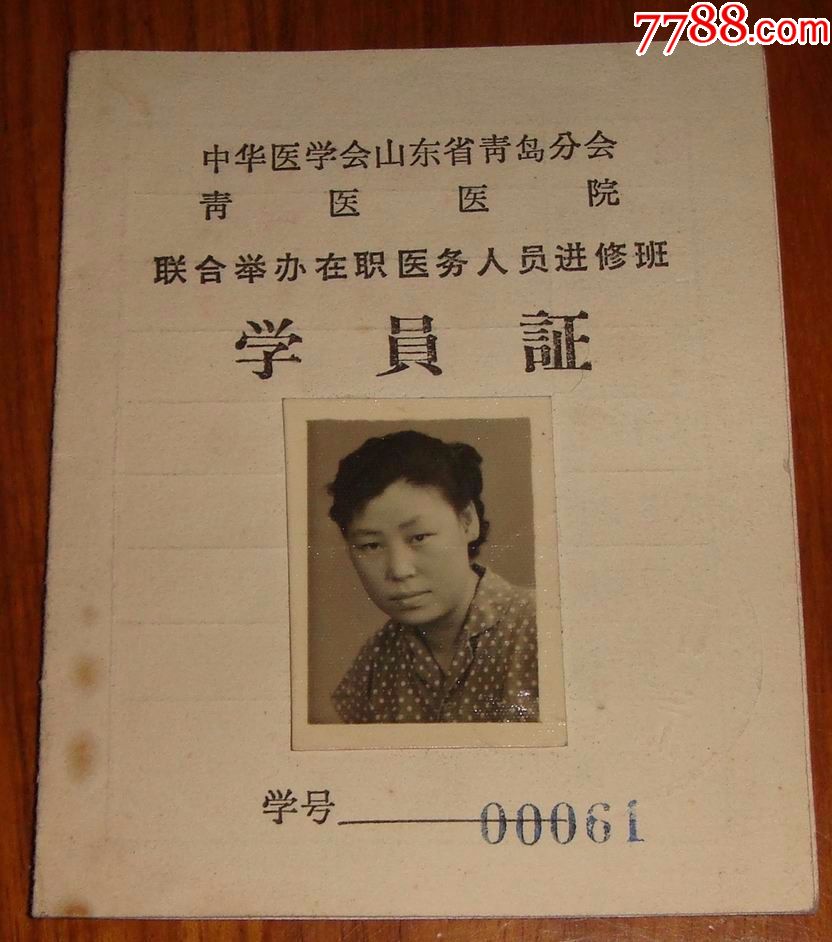 7788.com
中华医学会山东省青岛分会
青医医院
联合举办在职医务人员进修班
学員証
学号 00061